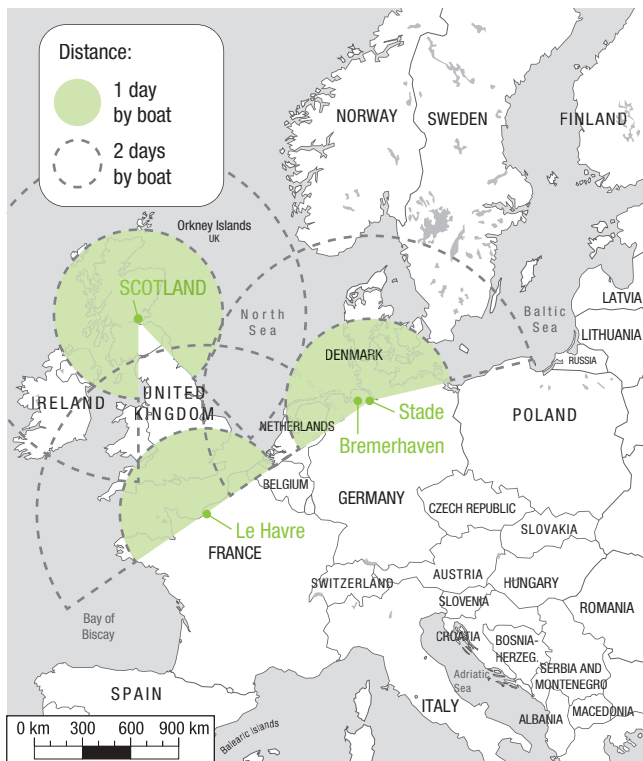 Distance:
1 day
by boat
2 days
by boat
NORWAY
SWEDEN
FINLAND
Orkney Islands
UK
SCOTLAND
North
Sea
Baltic
Sea
LATVIA
LITHUANIA
RUSSIA
DENMARK
IRELAND
UNITED
KINGDOM
NETHERLANDS
Stade
Bremerhaven
POLAND
BELGIUM
GERMANY
Le Havre
FRANCE
CZECH REPUBLIC
SLOVAKIA
AUSTRIA
SWITZERLAND
HUNGARY
SLOVENIA
ROMANIA
CROATIA
BOSNIA-
HERZEG.
Bay of
Biscay
SERBIA AND
MONTENEGRO
Adriatic
Sea
SPAIN
ITALY
ALBANIA
MACEDONIA
Balearic islands
0 km 300 600 900 km